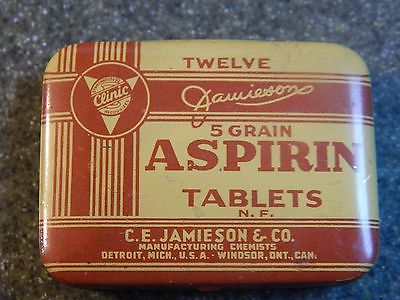 TWELVE
Clinic
Jamieson's
5 GRAIN
ASPIRIN
TABLETS
N. F.
C. E. JAMIESON & CO.
MANUFACTURING CHEMISTS
DETROIT, MICH., U.S.A. - WINDSOR, ONT., CAN.